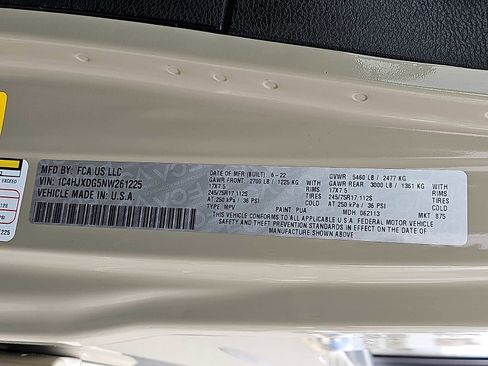 MFD BY: FCA US LLC
VIN: 1C4HJXDG5NW261225
VEHICLE MADE IN: U.S.A.
DATE OF MFR (BUILT) 6-22
GAWR FRONT 2700 LB / 1225 KG
17X7.5 RIMS
245/75R17 112S TIRES
AT 250 kPa / 36 PSI COLD
TYPE MPV PAINT PUA
GVWR 5460 LB / 2477 KG
GAWR REAR 3000 LB / 1361 KG
17X7.5 RIMS
245/75R17 112S TIRES
AT 250 kPa / 36 PSI COLD
MDH 062113 MKT 875
THIS VEHICLE CONFORMS TO ALL APPLICABLE U.S.A. FEDERAL MOTOR VEHICLE
SAFETY AND THEFT PREVENTION STANDARDS IN EFFECT ON THE DATE OF
MANUFACTURE SHOWN ABOVE